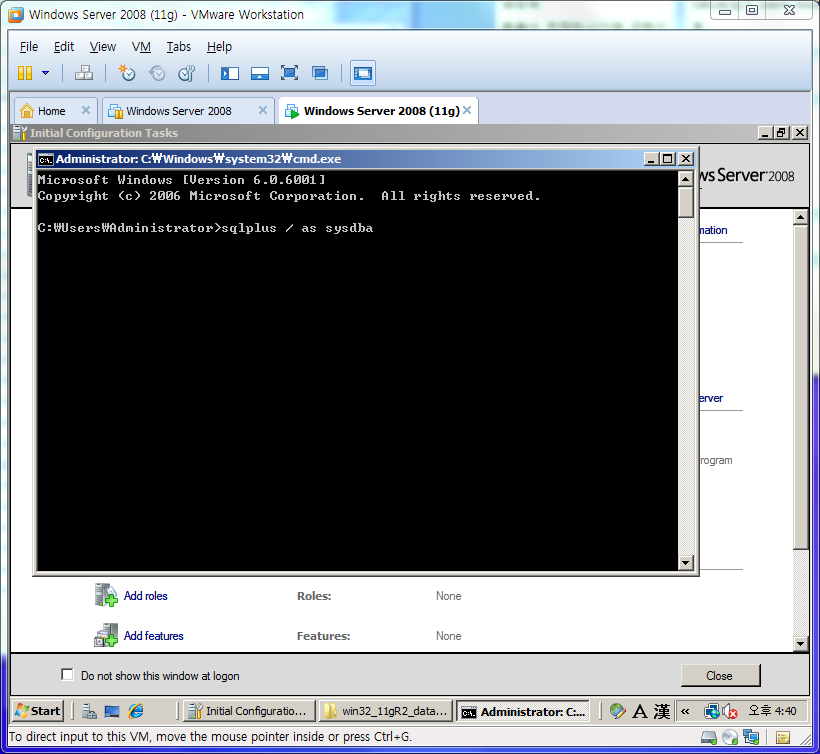 Windows Server 2008 (11g) - VMware Workstation
File Edit View VM Tabs Help
Home Windows Server 2008 Windows Server 2008 (11g)
Initial Configuration Tasks
Administrator: C:₩Windows₩system32₩cmd.exe
Microsoft Windows [Version 6.0.6001]
Copyright (c) 2006 Microsoft Corporation.  All rights reserved.
C:₩Users₩Administrator>sqlplus / as sysdba
ws Server 2008
mation
erver
rogram
Add roles Roles: None
Add features Features: None
Do not show this window at logon Close
Start Initial Configuratio... win32_11gR2_data... Administrator: C:... A 漢 « 오후 4:40
To direct input to this VM, move the mouse pointer inside or press Ctrl+G.